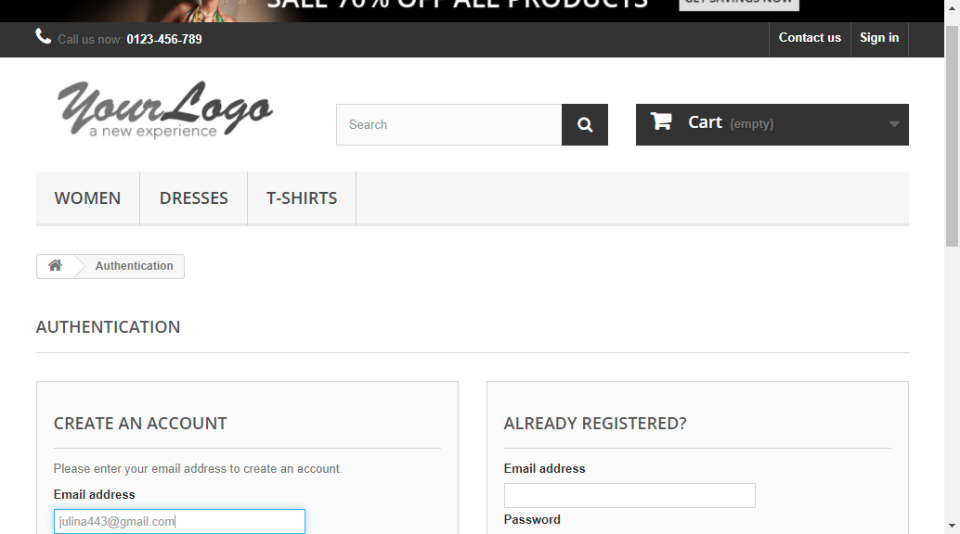 SALE 70% OFF ALL PRODUCTS GET SAVINGS NOW
Call us now: 0123-456-789 Contact us Sign in
YourLogo
a new experience
Search
Cart (empty)
WOMEN DRESSES T-SHIRTS
Authentication
AUTHENTICATION
CREATE AN ACCOUNT
Please enter your email address to create an account.
Email address
julina443@gmail.com
ALREADY REGISTERED?
Email address
Password